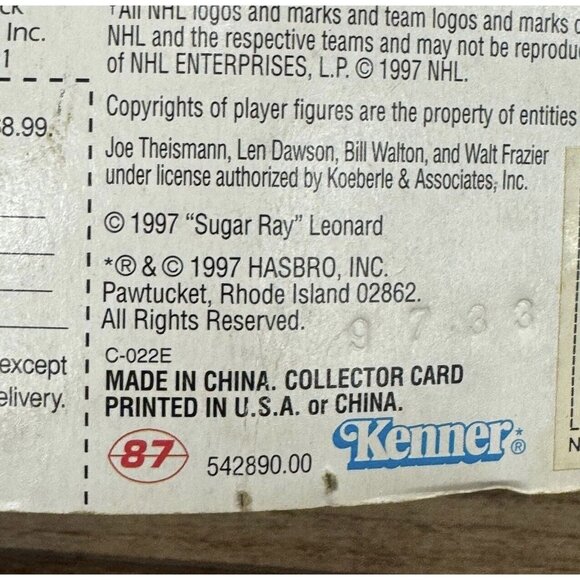 Inc.
1
8.99.
except
elivery.
†All NHL logos and marks and team logos and marks
NHL and the respective teams and may not be
of NHL ENTERPRISES, L.P. © 1997 NHL.
Copyrights of player figures are the property of entities
Joe Theismann, Len Dawson, Bill Walton, and Walt Frazier
under license authorized by Koeberle & Associates, Inc.
© 1997 "Sugar Ray" Leonard
*® & © 1997 HASBRO, INC.
Pawtucket, Rhode Island 02862.
All Rights Reserved.
9 7 3 3
C-022E
MADE IN CHINA. COLLECTOR CARD
PRINTED IN U.S.A. or CHINA.
87 542890.00 Kenner*®
N